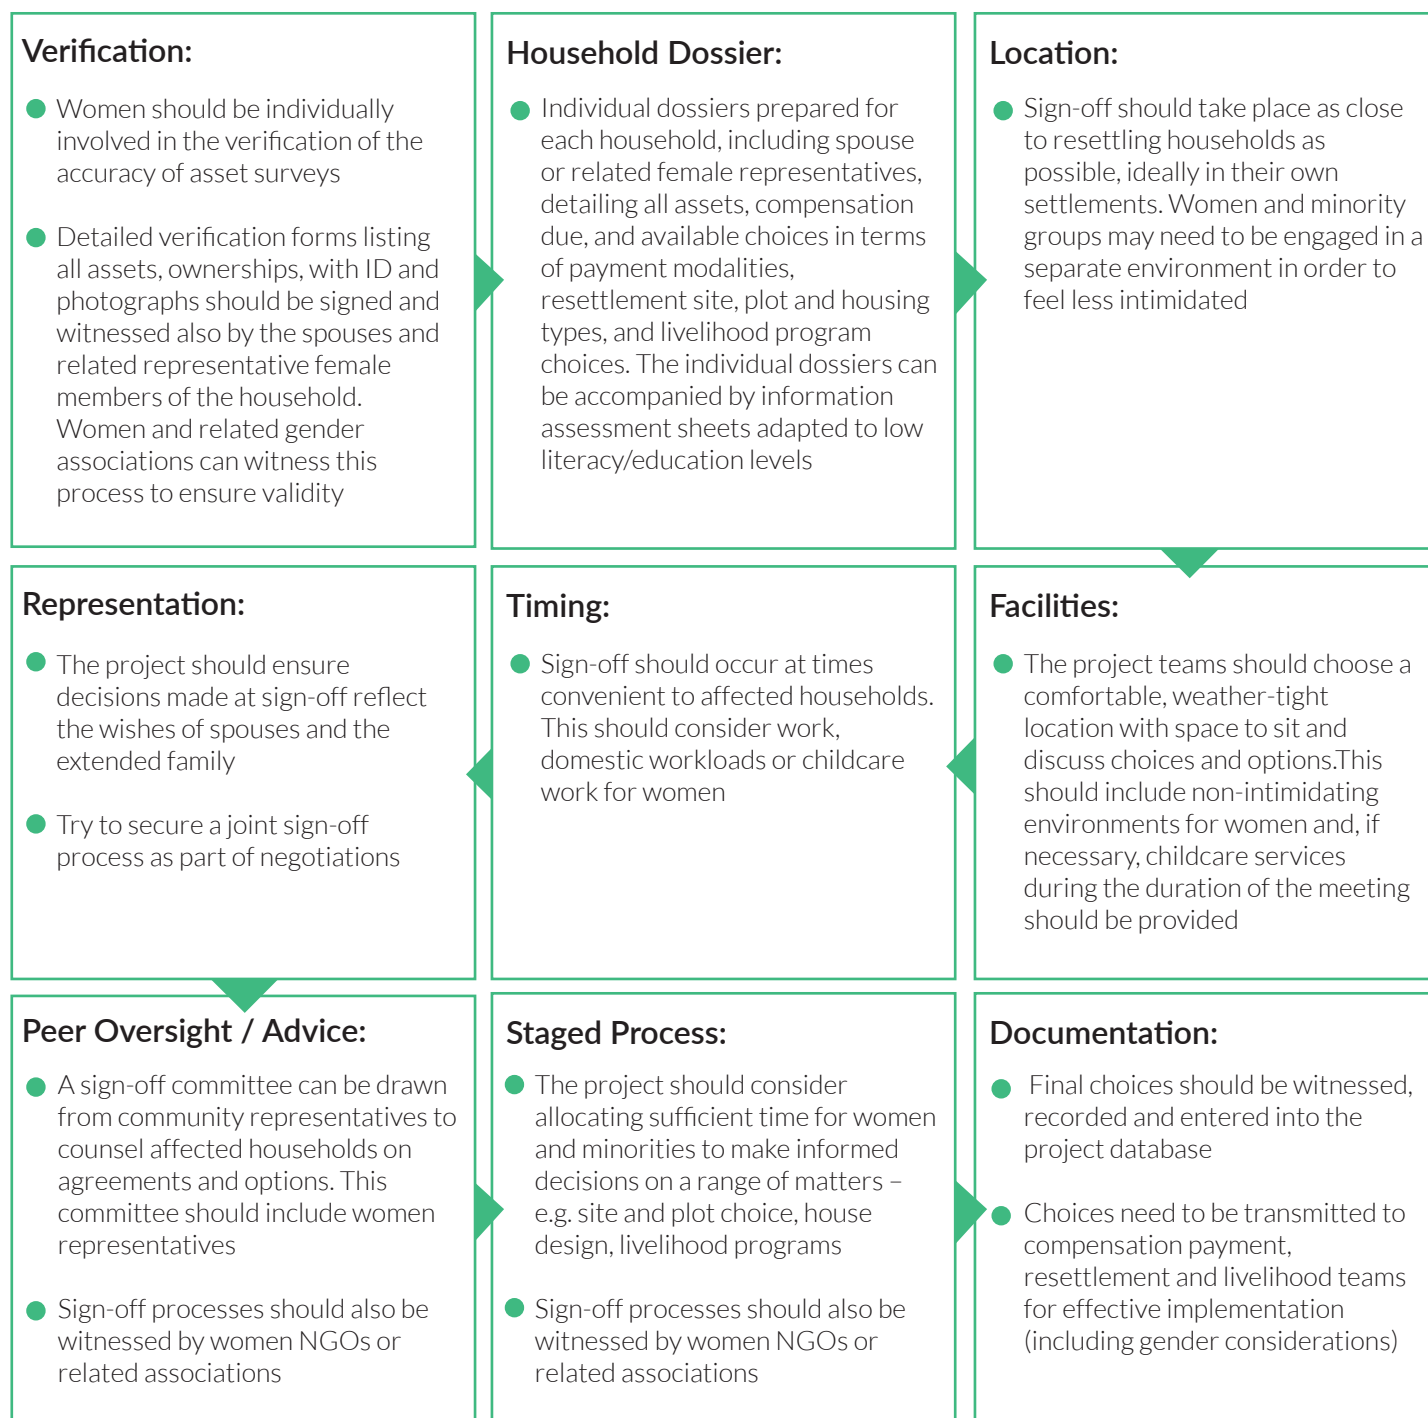 Verification:
Women should be individually
involved in the verification of the
accuracy of asset surveys
Detailed verification forms listing
all assets, ownerships, with ID and
photographs should be signed and
witnessed also by the spouses and
related representative female
members of the household.
Women and related gender
associations can witness this
process to ensure validity
Household Dossier:
Individual dossiers prepared for
each household, including spouse
or related female representatives,
detailing all assets, compensation
due, and available choices in terms
of payment modalities,
resettlement site, plot and housing
types, and livelihood program
choices. The individual dossiers can
be accompanied by information
assessment sheets adapted to low
literacy/education levels
Location:
Sign-off should take place as close
to resettling households as
possible, ideally in their own
settlements. Women and minority
groups may need to be engaged in a
separate environment in order to
feel less intimidated
Facilities:
The project teams should choose a
comfortable, weather-tight
location with space to sit and
discuss choices and options.This
should include non-intimidating
environments for women and, if
necessary, childcare services
during the duration of the meeting
should be provided
Timing:
Sign-off should occur at times
convenient to affected households.
This should consider work,
domestic workloads or childcare
work for women
Representation:
The project should ensure
decisions made at sign-off reflect
the wishes of spouses and the
extended family
Try to secure a joint sign-off
process as part of negotiations
Peer Oversight / Advice:
A sign-off committee can be drawn
from community representatives to
counsel affected households on
agreements and options. This
committee should include women
representatives
Sign-off processes should also be
witnessed by women NGOs or
related associations
Staged Process:
The project should consider
allocating sufficient time for women
and minorities to make informed
decisions on a range of matters –
e.g. site and plot choice, house
design, livelihood programs
Sign-off processes should also be
witnessed by women NGOs or
related associations
Documentation:
Final choices should be witnessed,
recorded and entered into the
project database
Choices need to be transmitted to
compensation payment,
resettlement and livelihood teams
for effective implementation
(including gender considerations)